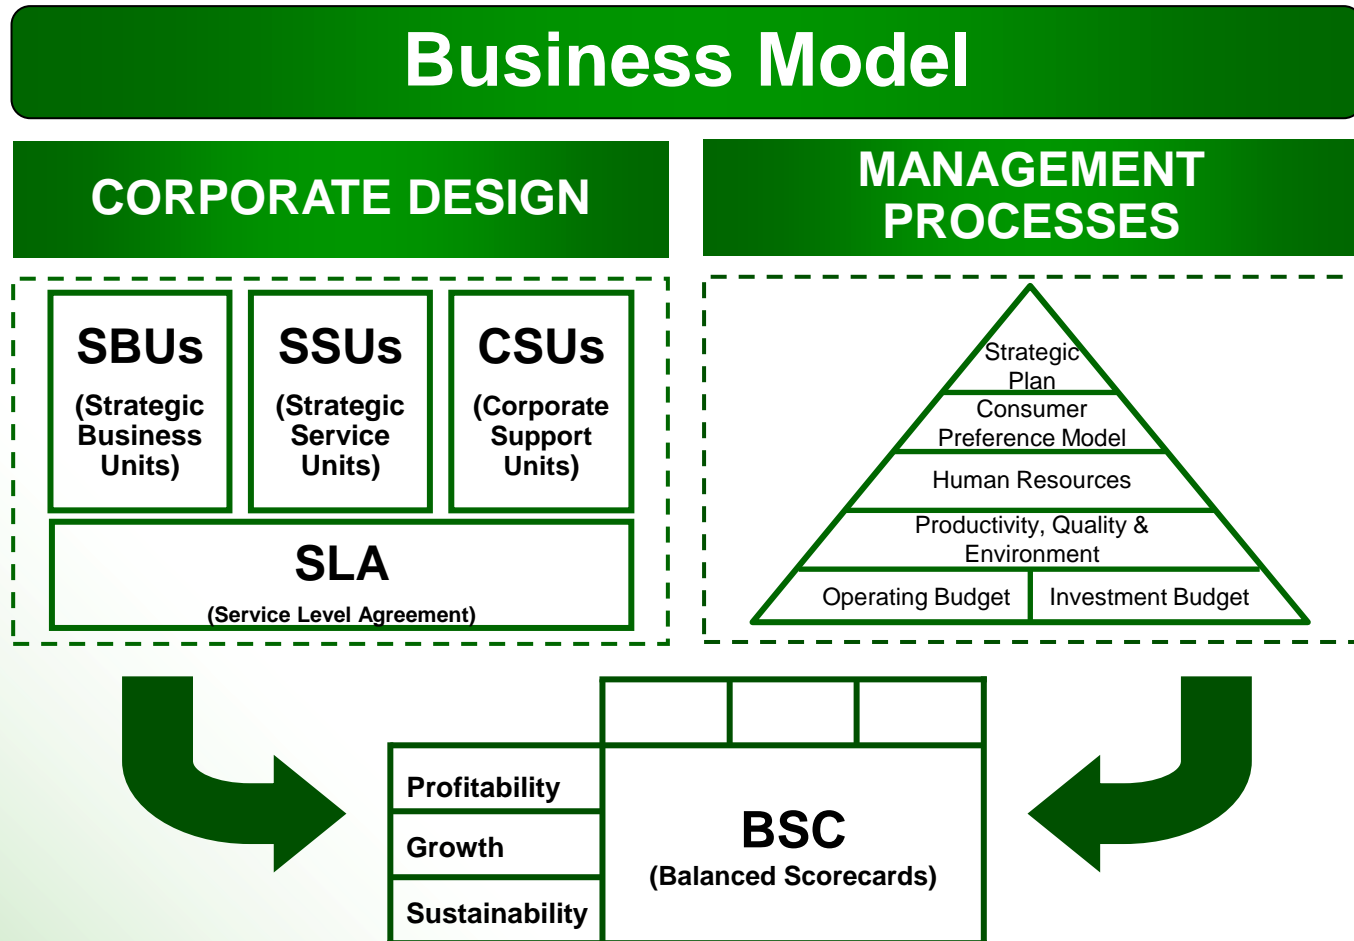 Business Model
CORPORATE DESIGN
MANAGEMENT
PROCESSES
SBUs
(Strategic
Business
Units)
SSUs
(Strategic
Service
Units)
CSUs
(Corporate
Support
Units)
SLA
(Service Level Agreement)
Strategic
Plan
Consumer
Preference Model
Human Resources
Productivity, Quality &
Environment
Operating Budget
Investment Budget
Profitability
Growth
Sustainability
BSC
(Balanced Scorecards)